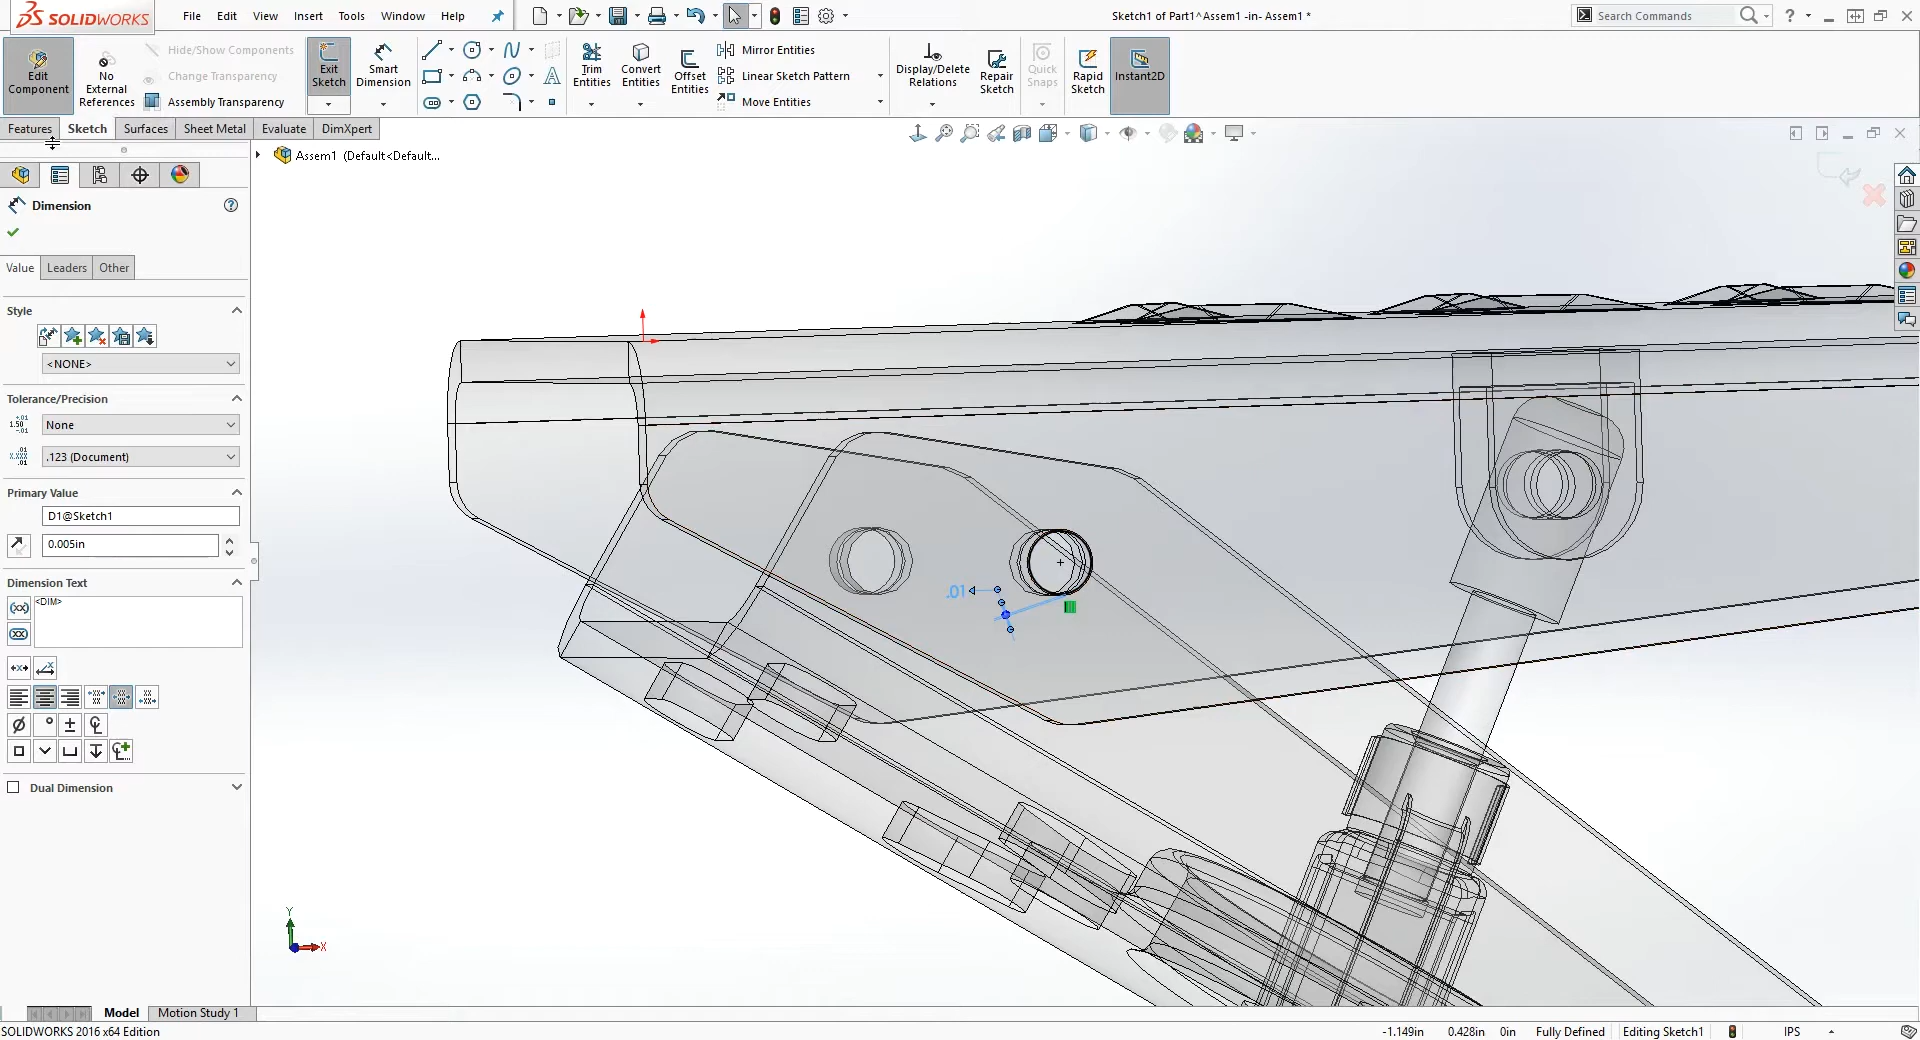 SOLIDWORKS
File Edit View Insert Tools Window Help
Sketch1 of Part1^Assem1 -in- Assem1 *
Search Commands
?
Edit Component
No External References
Hide/Show Components
Change Transparency
Assembly Transparency
Exit Sketch
Smart Dimension
Trim Entities
Convert Entities
Offset Entities
Mirror Entities
Linear Sketch Pattern
Move Entities
Display/Delete Relations
Repair Sketch
Quick Snaps
Rapid Sketch
Instant2D
Features Sketch Surfaces Sheet Metal Evaluate DimXpert
Assem1 (Default<Default...
Dimension
?
Value Leaders Other
Style
<NONE>
Tolerance/Precision
None
.123 (Document)
Primary Value
D1@Sketch1
0.005in
Dimension Text
<DIM>
Dual Dimension
.01
Y
X
Model Motion Study 1
SOLIDWORKS 2016 x64 Edition
-1.149in 0.428in 0in Fully Defined Editing Sketch1 IPS